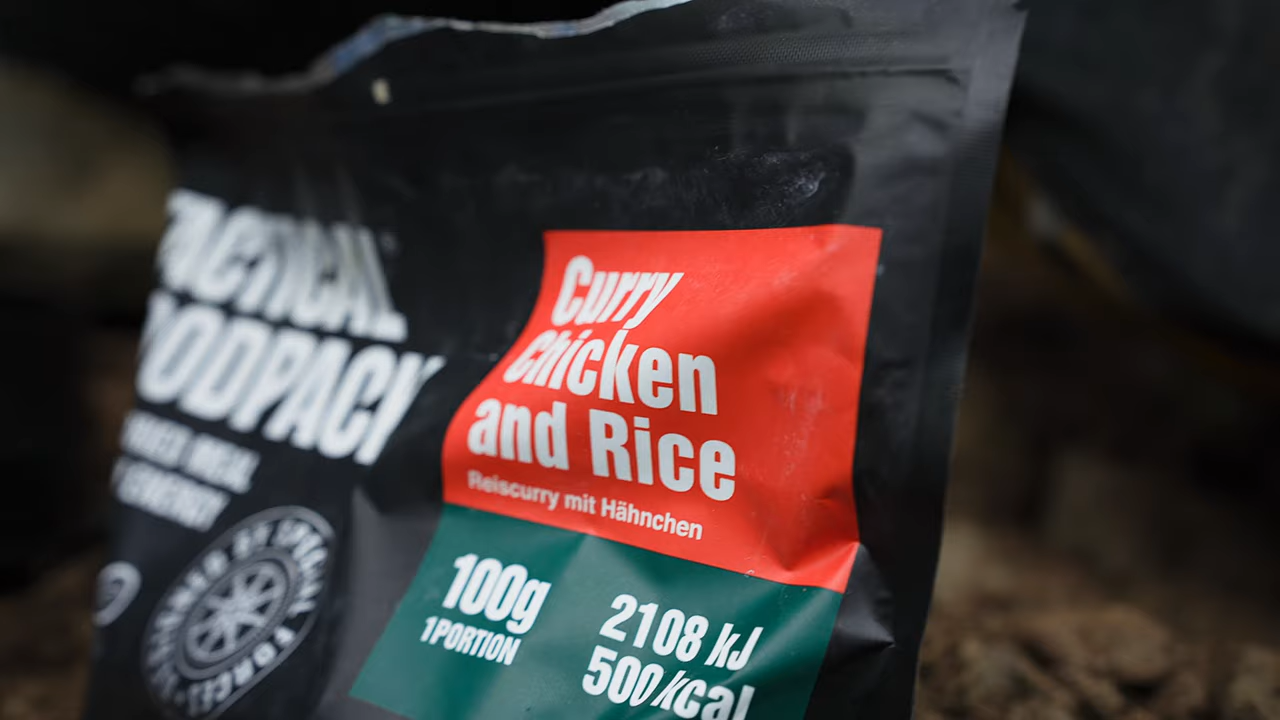 TACTICAL
FOODPACK
Curry
Chicken
and Rice
Reiscurry mit Hähnchen
100g
1 PORTION
2108 kJ
500 kcal